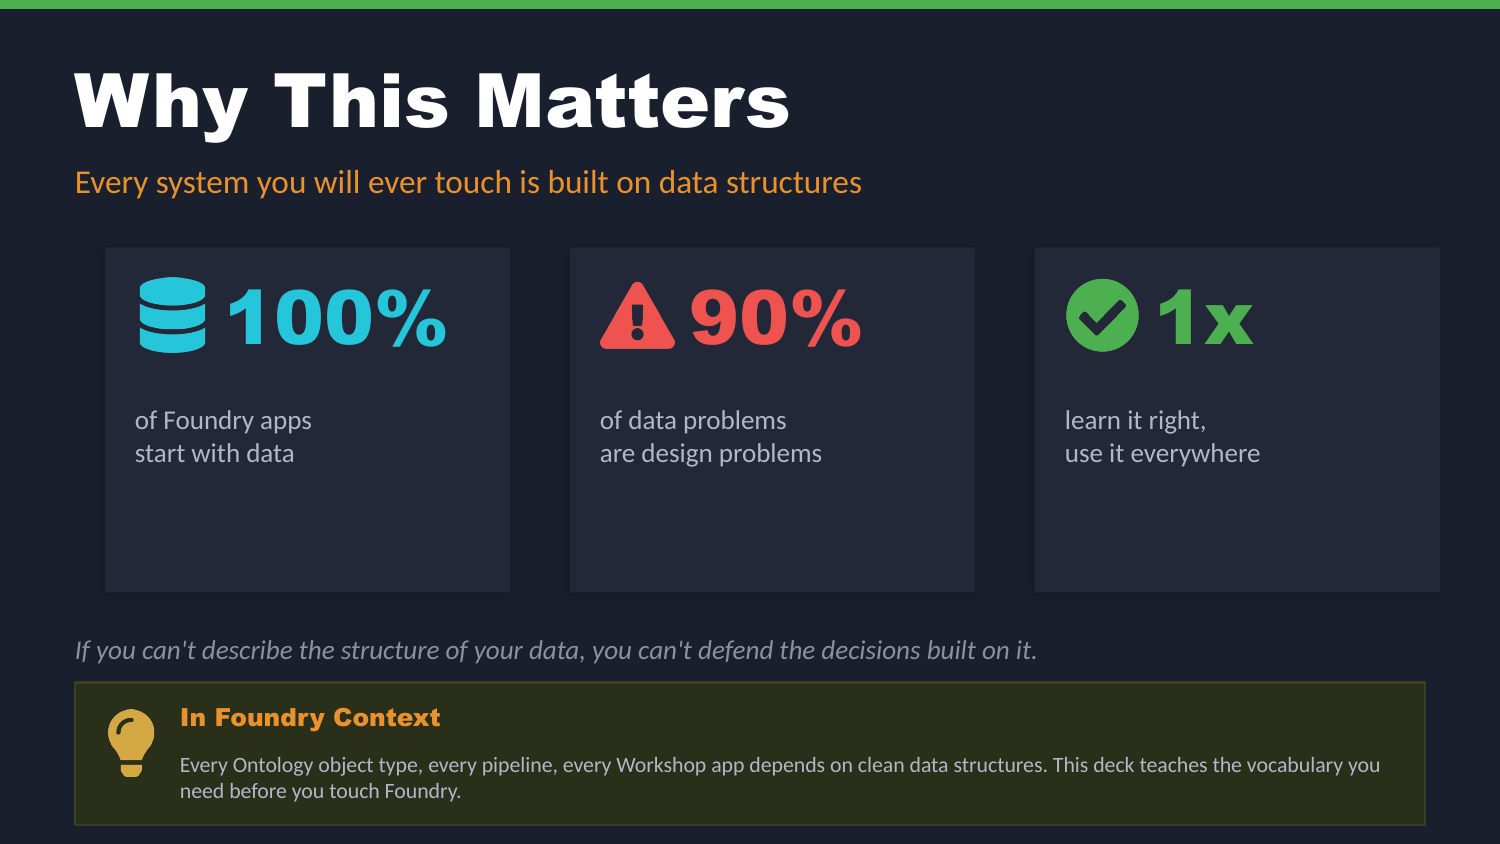 Why This Matters
Every system you will ever touch is built on data structures
100%
of Foundry apps
start with data
90%
of data problems
are design problems
1x
learn it right,
use it everywhere
If you can't describe the structure of your data, you can't defend the decisions built on it.
In Foundry Context
Every Ontology object type, every pipeline, every Workshop app depends on clean data structures. This deck teaches the vocabulary you
need before you touch Foundry.